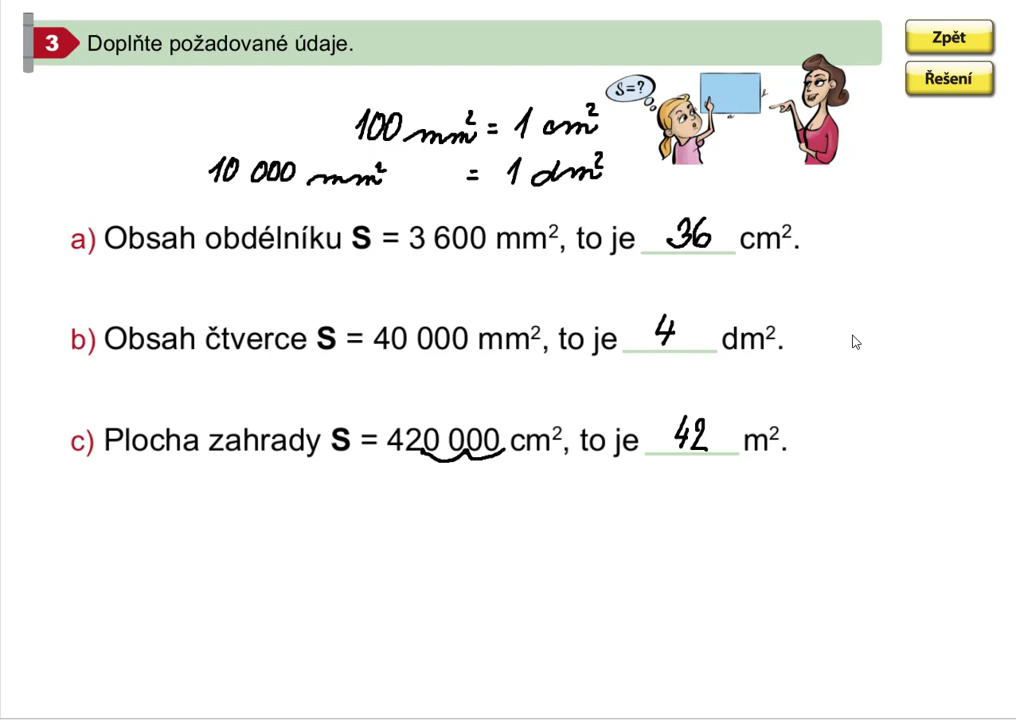 3 Doplňte požadované údaje.
Zpět
Řešení
S=?
100 mm² = 1 cm²
10 000 mm² = 1 dm²
a) Obsah obdélníku S = 3 600 mm², to je 36 cm².
b) Obsah čtverce S = 40 000 mm², to je 4 dm².
c) Plocha zahrady S = 420 000 cm², to je 42 m².